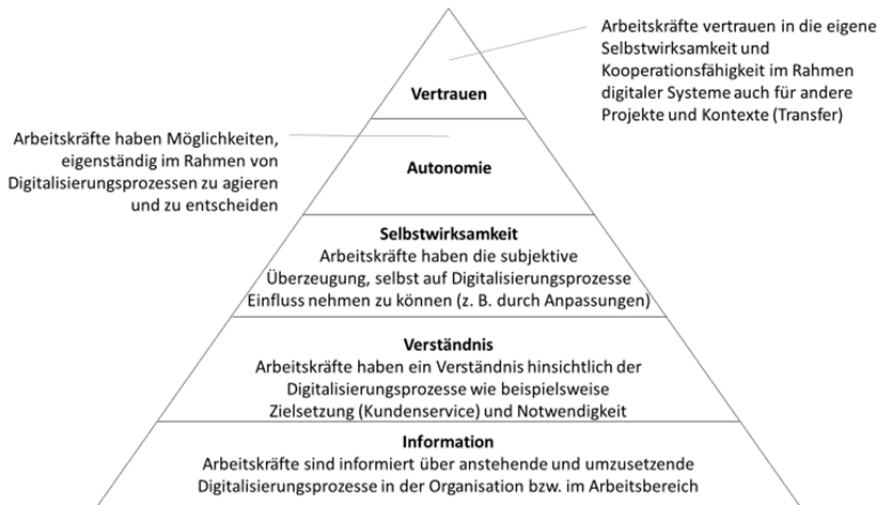 Arbeitskräfte vertrauen in die eigene
Selbstwirksamkeit und
Kooperationsfähigkeit im Rahmen
digitaler Systeme auch für andere
Projekte und Kontexte (Transfer)
Vertrauen
Arbeitskräfte haben Möglichkeiten,
eigenständig im Rahmen von
Digitalisierungsprozessen zu agieren
und zu entscheiden
Autonomie
Selbstwirksamkeit
Arbeitskräfte haben die subjektive
Überzeugung, selbst auf Digitalisierungsprozesse
Einfluss nehmen zu können (z. B. durch Anpassungen)
Verständnis
Arbeitskräfte haben ein Verständnis hinsichtlich der
Digitalisierungsprozesse wie beispielsweise
Zielsetzung (Kundenservice) und Notwendigkeit
Information
Arbeitskräfte sind informiert über anstehende und umzusetzende
Digitalisierungsprozesse in der Organisation bzw. im Arbeitsbereich